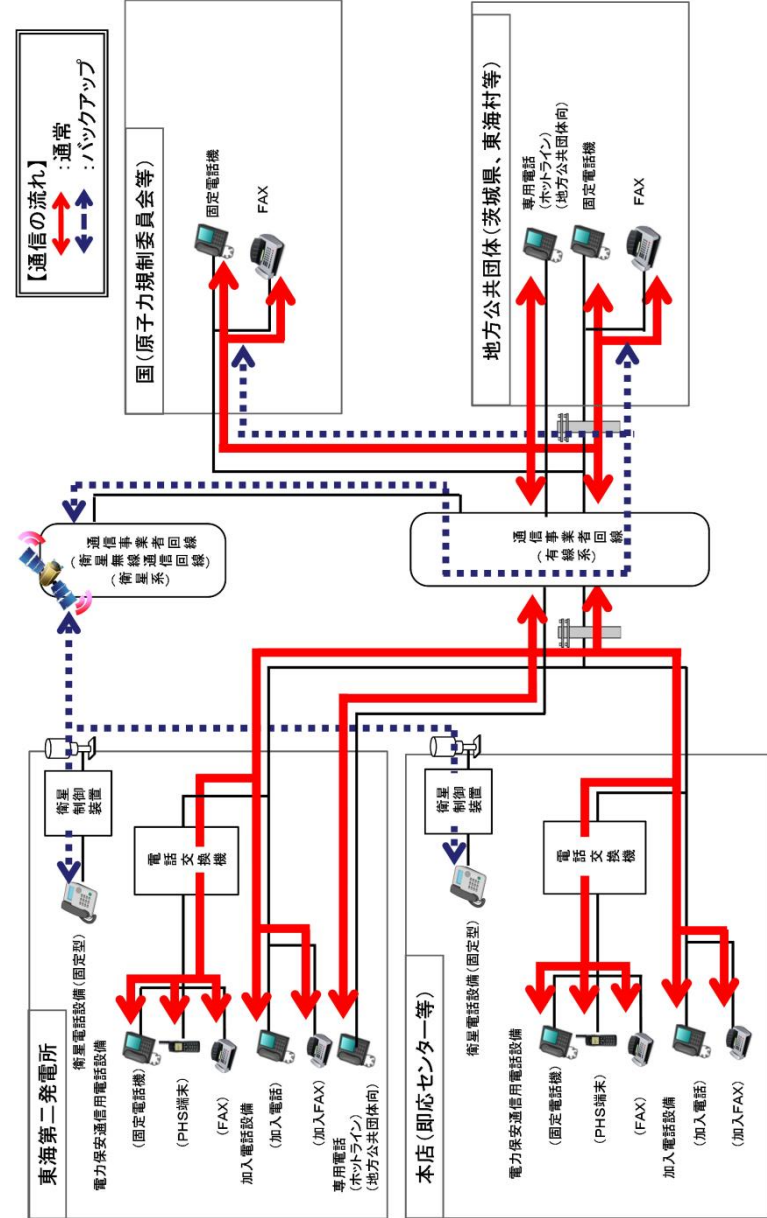 【通信の流れ】
：通常
：バックアップ
東海第二発電所
衛星電話設備(固定型)
衛星
制御
装置
電力保安通信用電話設備
(固定電話機)
(PHS端末)
(FAX)
電話
交換
機
加入電話設備
(加入電話)
(加入FAX)
専用電話
(ホットライン)
(地方公共団体向)
本店(即応センター等)
衛星電話設備(固定型)
衛星
制御
装置
電力保安通信用電話設備
(固定電話機)
(PHS端末)
(FAX)
電話
交換
機
加入電話設備
(加入電話)
(加入FAX)
通信事業者回線
(衛星無線通信回線)
(衛星系)
通信事業者回線
(有線系)
国(原子力規制委員会等)
固定電話機
FAX
地方公共団体(茨城県、東海村等)
専用電話
(ホットライン)
(地方公共団体向)
固定電話機
FAX